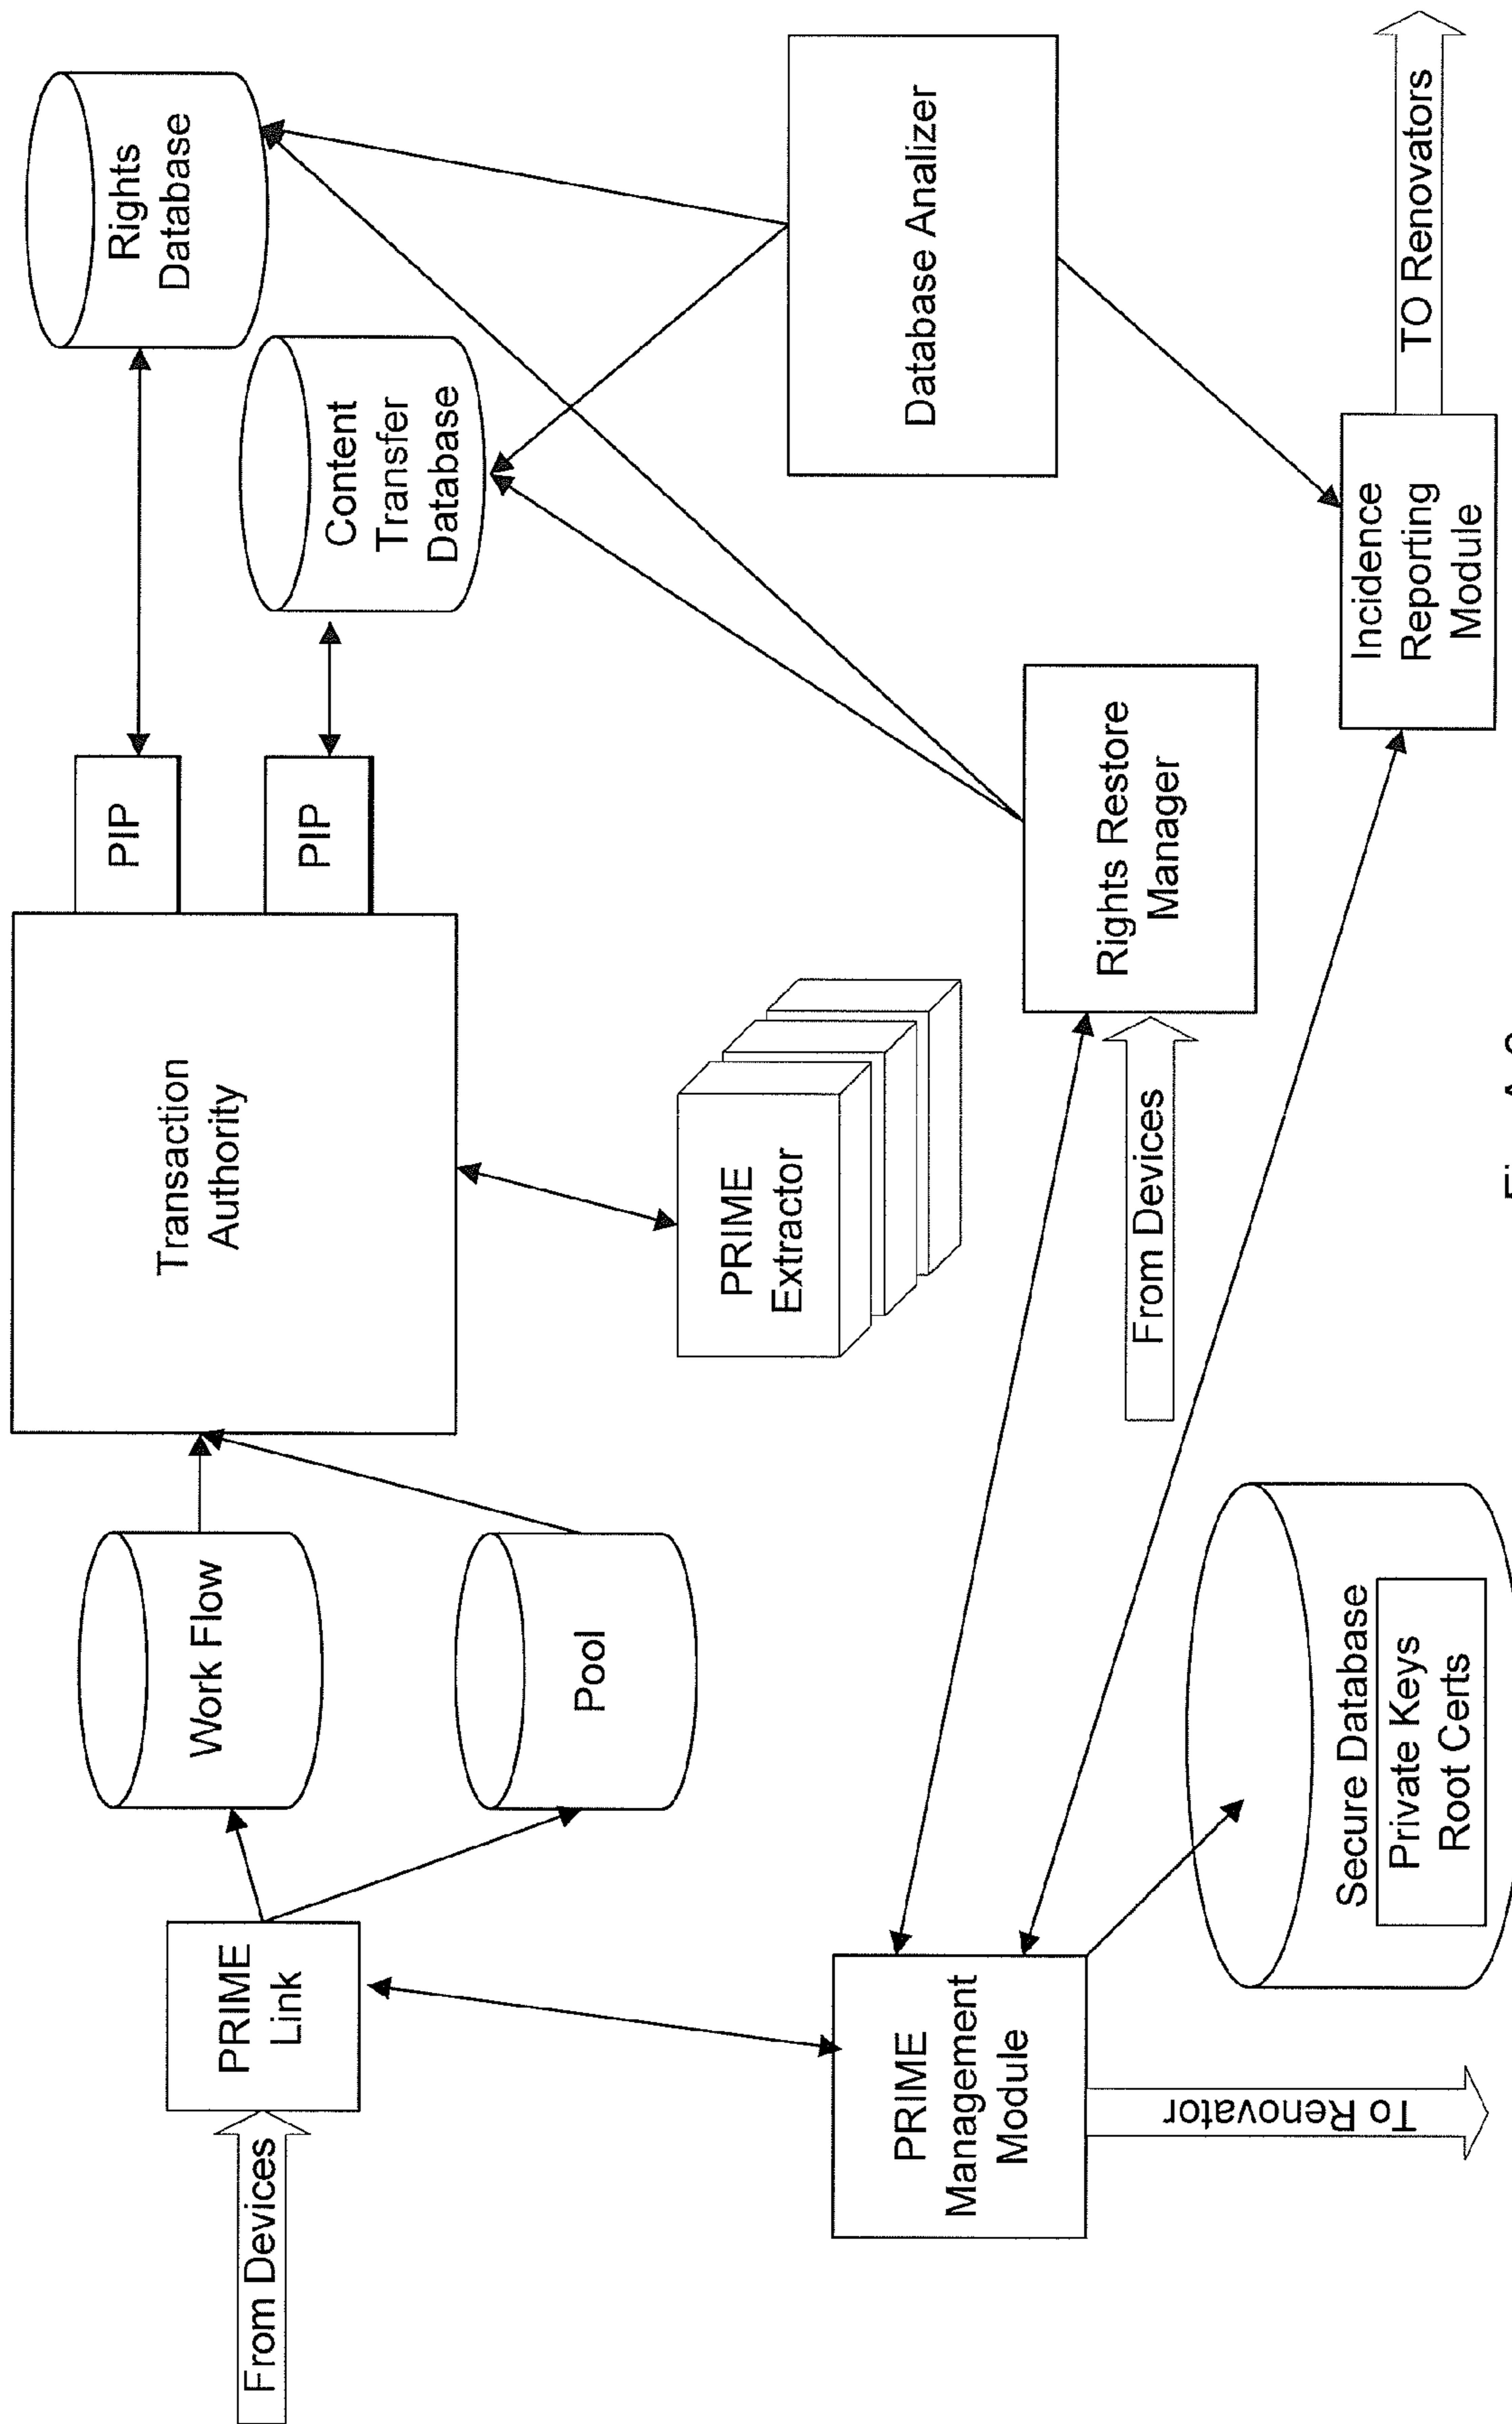 From Devices
PRIME
Link
Work Flow
Pool
Transaction
Authority
PIP
PIP
Rights
Database
Content
Transfer
Database
PRIME
Extractor
Database Analizer
PRIME
Management
Module
To Renovator
Secure Database
Private Keys
Root Certs
From Devices
Rights Restore
Manager
Incidence
Reporting
Module
TO Renovators